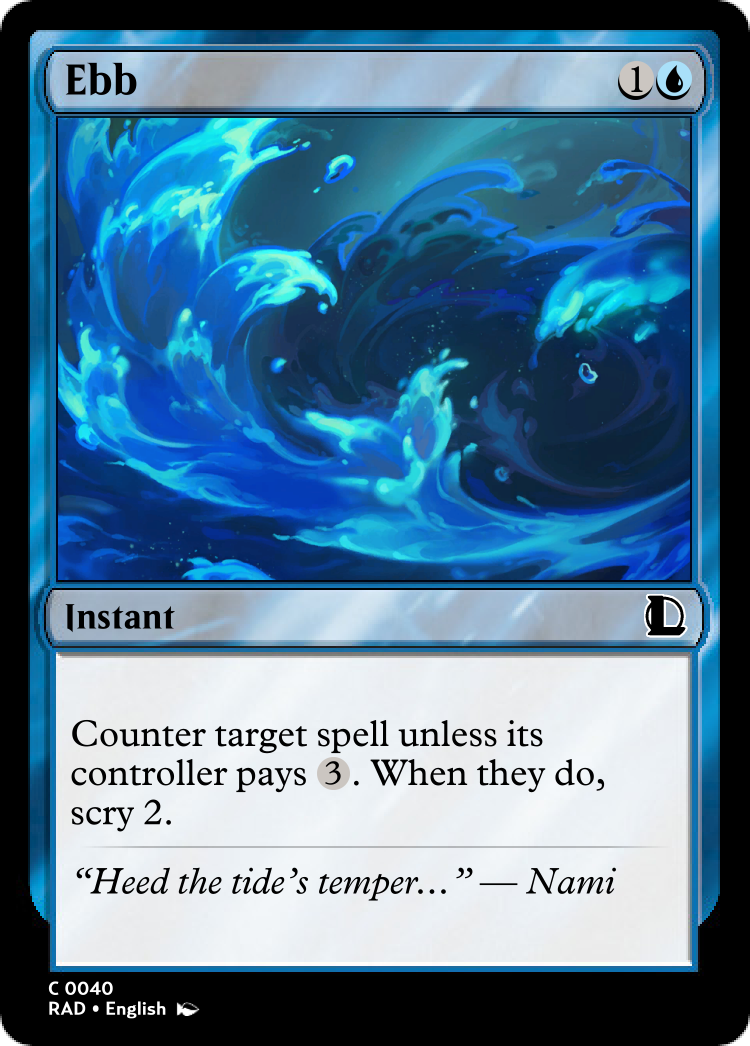 Ebb 1
Instant
Counter target spell unless its
controller pays 3. When they do,
scry 2.
“Heed the tide’s temper…” — Nami
C 0040
RAD • English